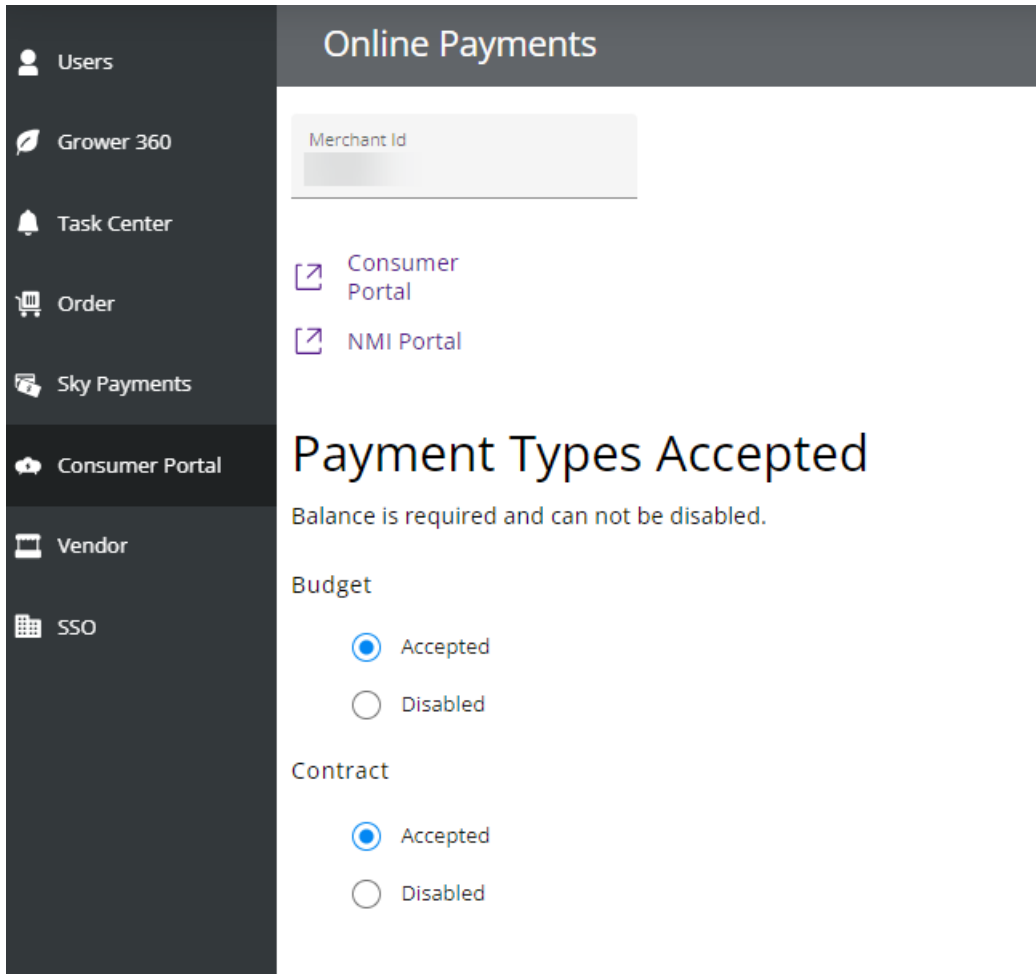 Users
Grower 360
Task Center
Order
Sky Payments
Consumer Portal
Vendor
SSO
Online Payments
Merchant Id
Consumer
Portal
NMI Portal
Payment Types Accepted
Balance is required and can not be disabled.
Budget
Accepted
Disabled
Contract
Accepted
Disabled